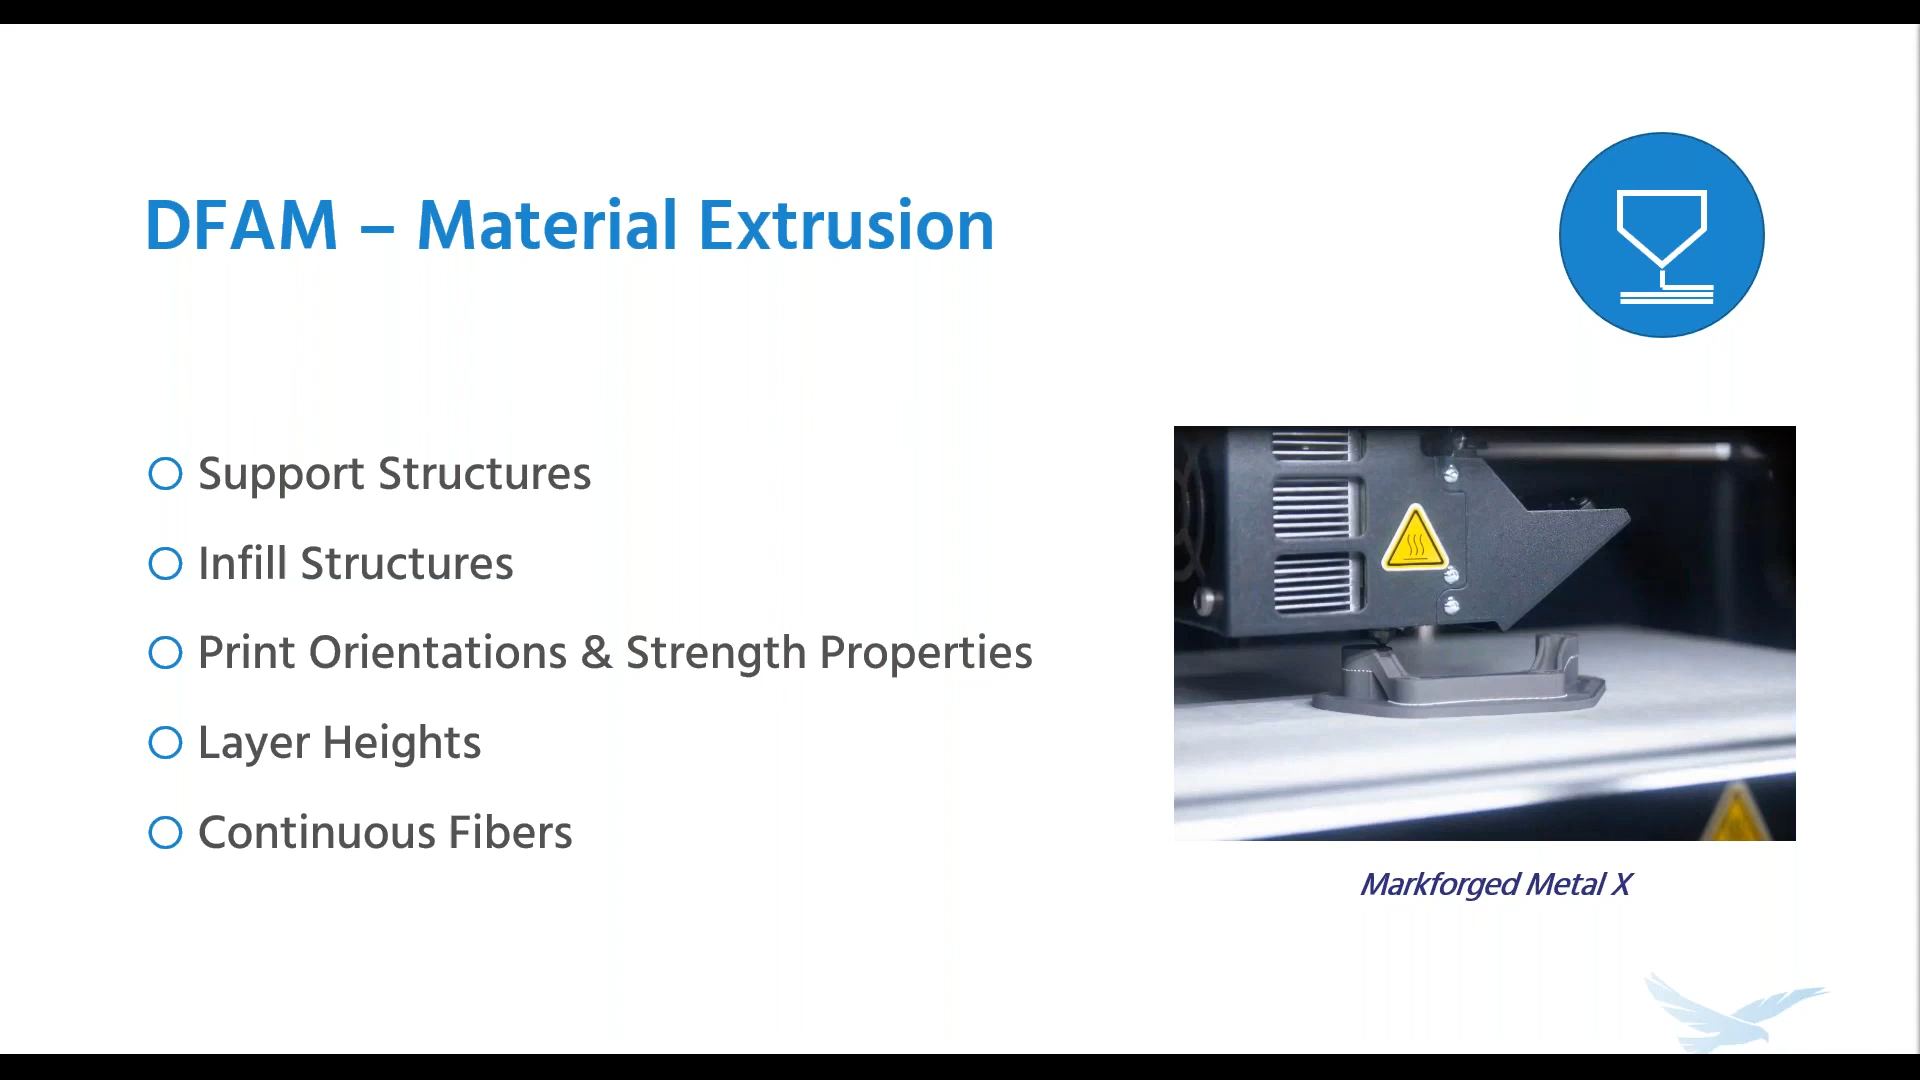 DFAM – Material Extrusion
Support Structures
Infill Structures
Print Orientations & Strength Properties
Layer Heights
Continuous Fibers
Markforged Metal X